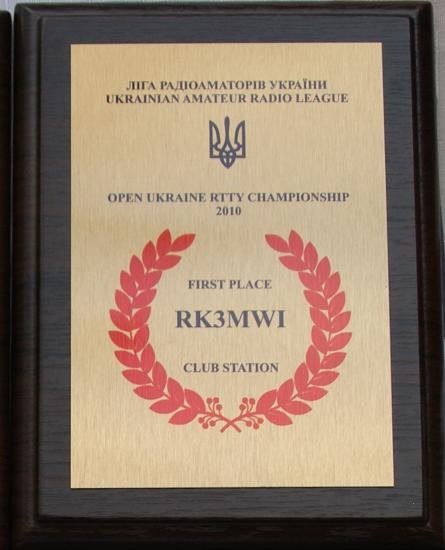 ЛІГА РАДІОАМАТОРІВ УКРАЇНИ
UKRAINIAN AMATEUR RADIO LEAGUE
OPEN UKRAINE RTTY CHAMPIONSHIP
2010
FIRST PLACE
RK3MWI
CLUB STATION